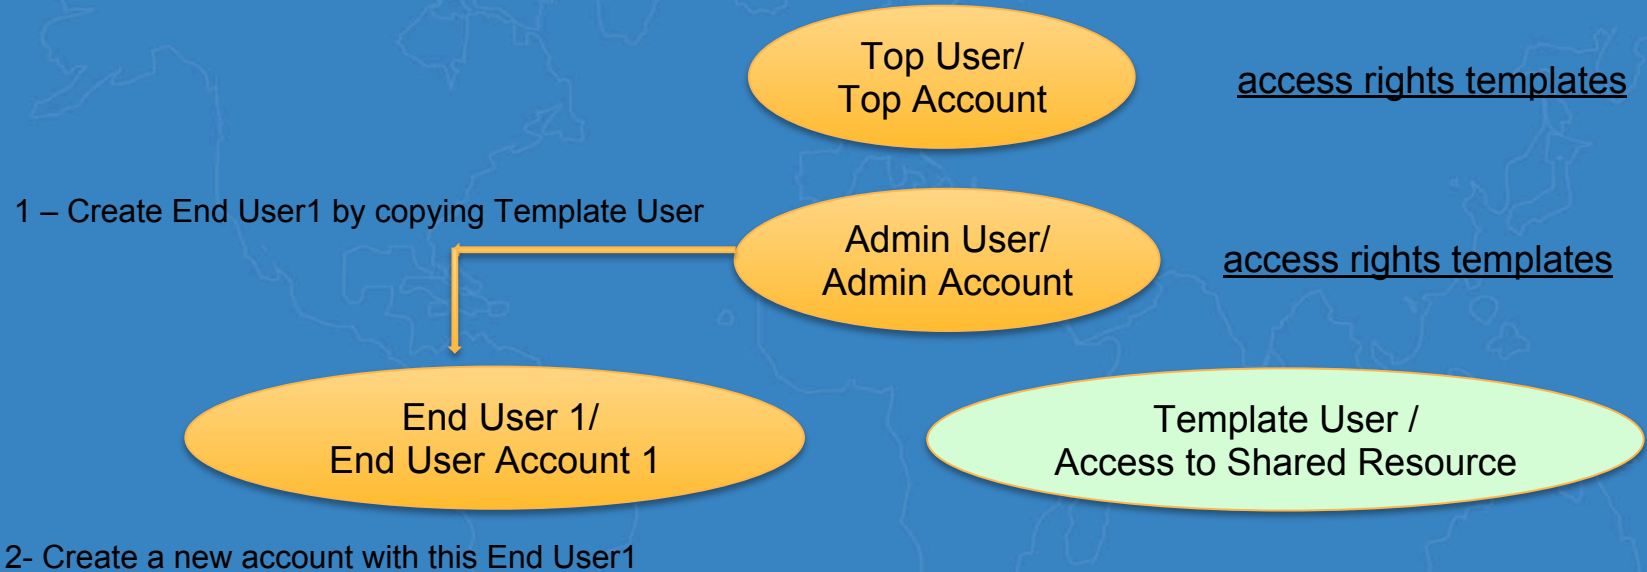 Top User/
Top Account
access rights templates
1 – Create End User1 by copying Template User
Admin User/
Admin Account
access rights templates
End User 1/
End User Account 1
Template User /
Access to Shared Resource
2- Create a new account with this End User1